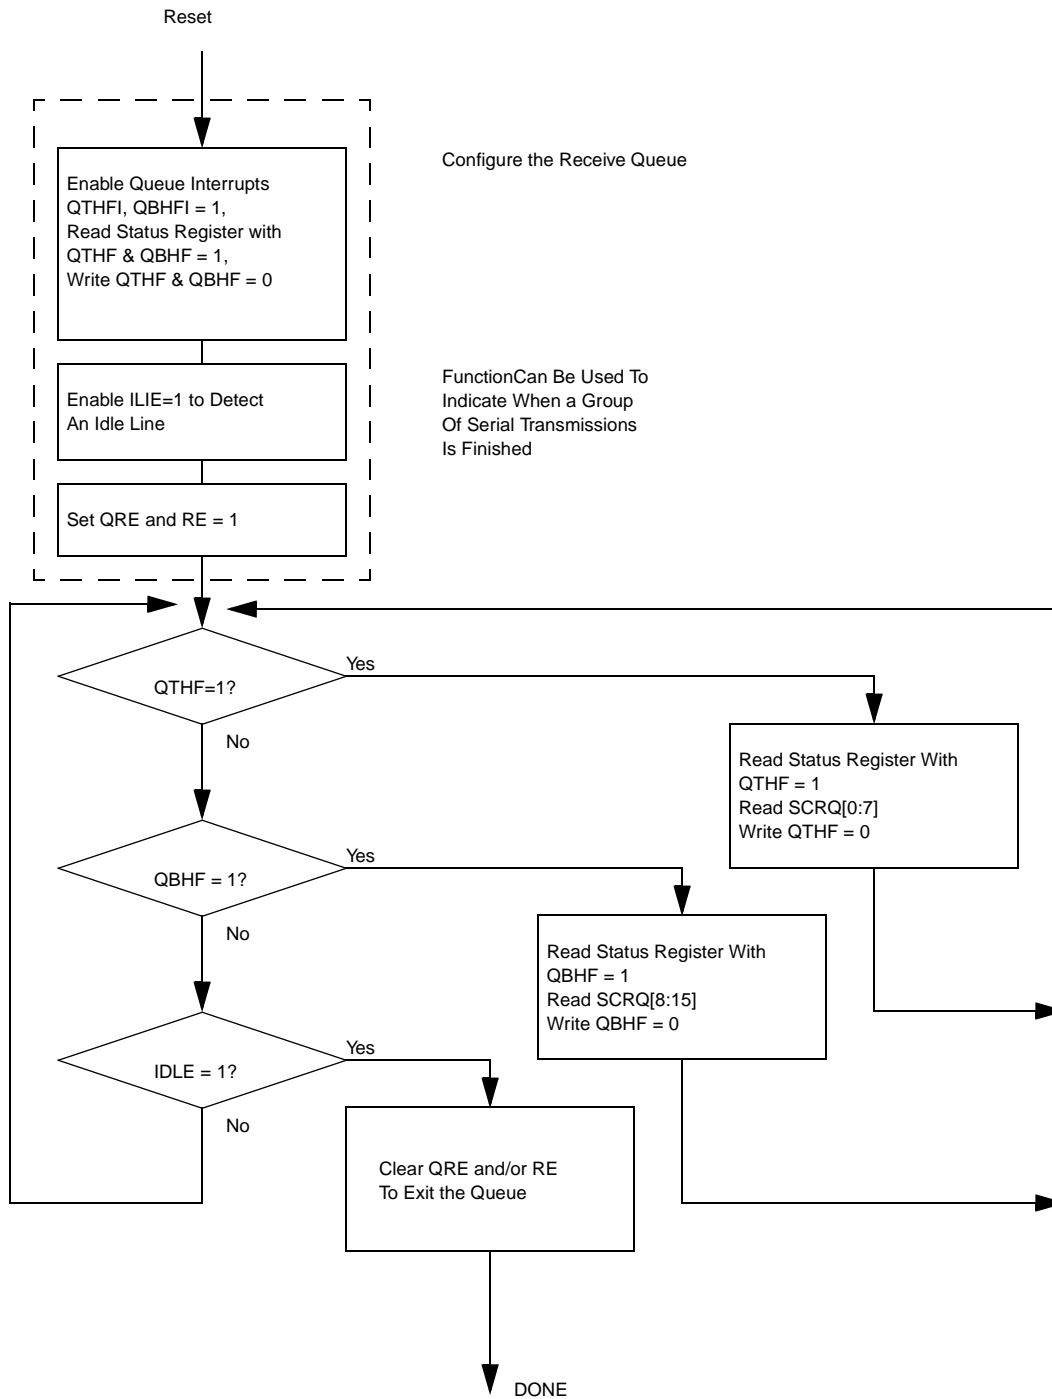 Reset
Configure the Receive Queue
Enable Queue Interrupts
QTHFI, QBHFI = 1,
Read Status Register with
QTHF & QBHF = 1,
Write QTHF & QBHF = 0
Enable ILIE=1 to Detect
An Idle Line
FunctionCan Be Used To
Indicate When a Group
Of Serial Transmissions
Is Finished
Set QRE and RE = 1
QTHF=1?
Yes
No
Read Status Register With
QTHF = 1
Read SCRQ[0:7]
Write QTHF = 0
QBHF = 1?
Yes
No
Read Status Register With
QBHF = 1
Read SCRQ[8:15]
Write QBHF = 0
IDLE = 1?
Yes
No
Clear QRE and/or RE
To Exit the Queue
DONE